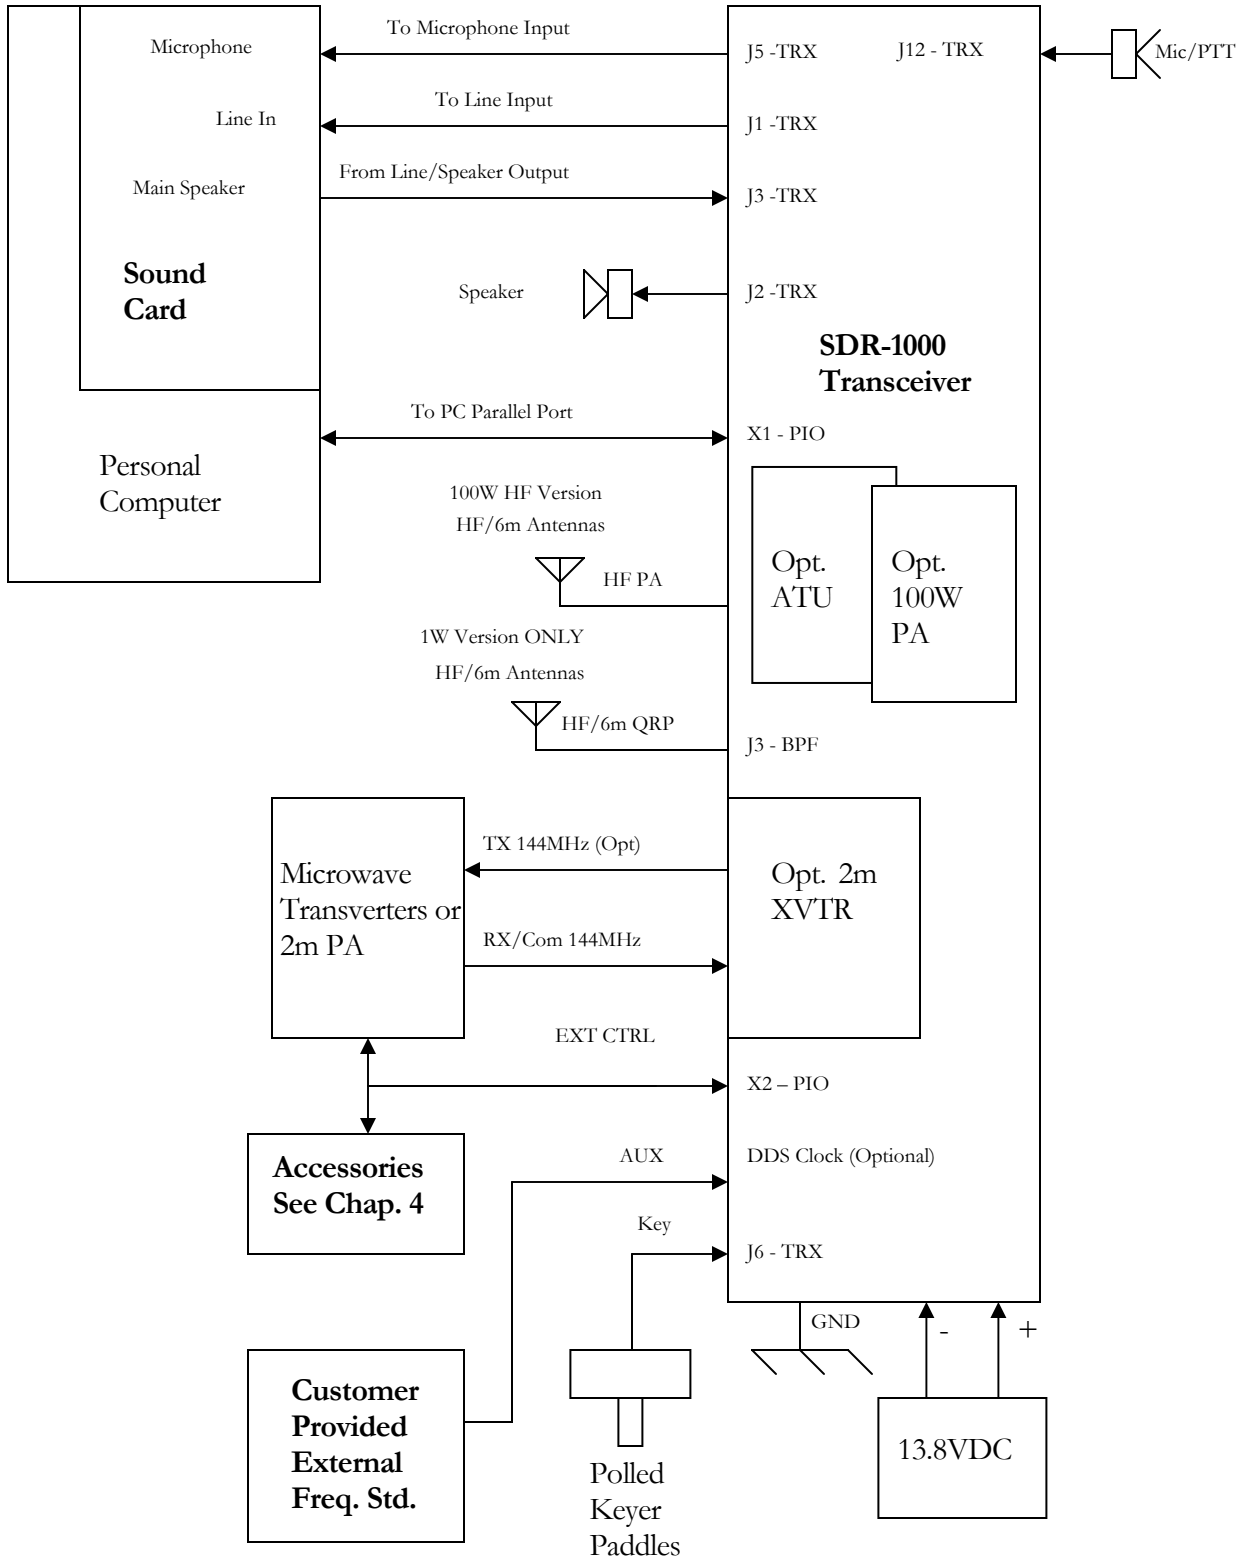 To Microphone Input
Microphone
J5 -TRX
J12 - TRX
Mic/PTT
To Line Input
Line In
J1 -TRX
From Line/Speaker Output
Main Speaker
J3 -TRX
Sound
Card
Speaker
J2 -TRX
SDR-1000
Transceiver
To PC Parallel Port
X1 - PIO
Personal
Computer
100W HF Version
HF/6m Antennas
HF PA
Opt.
ATU
Opt.
100W
PA
1W Version ONLY
HF/6m Antennas
HF/6m QRP
J3 - BPF
TX 144MHz (Opt)
Microwave
Transverters or
2m PA
Opt. 2m
XVTR
RX/Com 144MHz
EXT CTRL
X2 – PIO
Accessories
See Chap. 4
AUX
DDS Clock (Optional)
Key
J6 - TRX
GND
-
+
Customer
Provided
External
Freq. Std.
13.8VDC
Polled
Keyer
Paddles